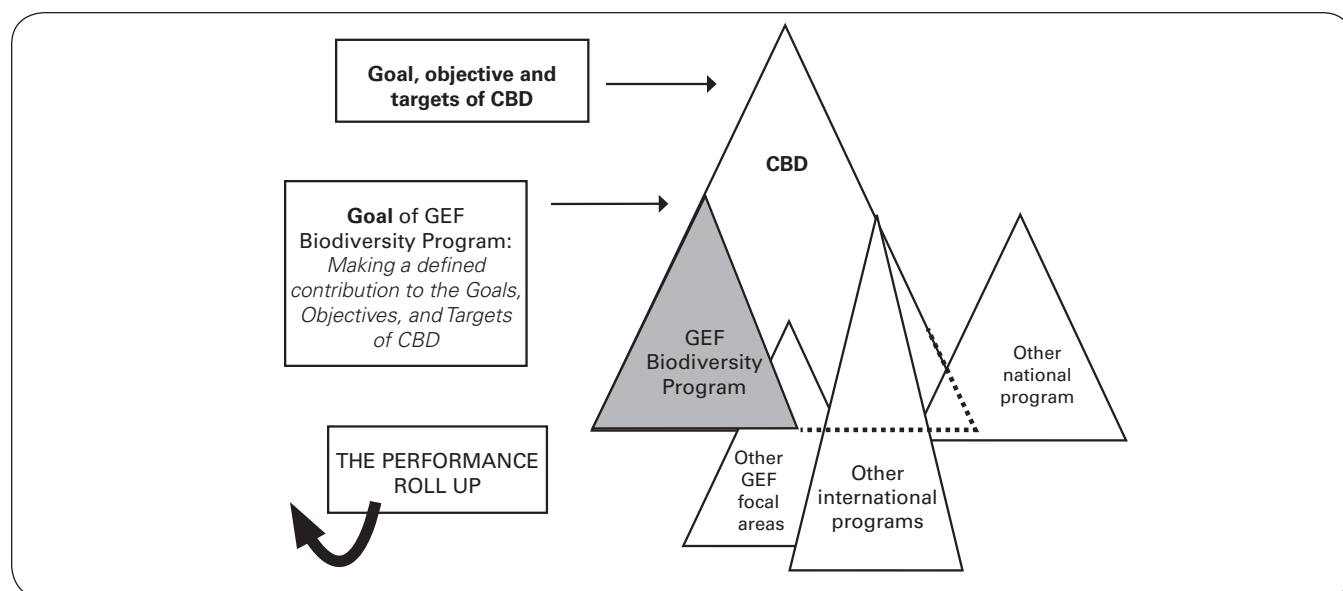 Goal, objective and
targets of CBD
CBD
Goal of GEF
Biodiversity Program:
Making a defined
contribution to the Goals,
Objectives, and Targets
of CBD
GEF
Biodiversity
Program
Other
national
program
THE PERFORMANCE
ROLL UP
Other
GEF
focal
areas
Other
international
programs